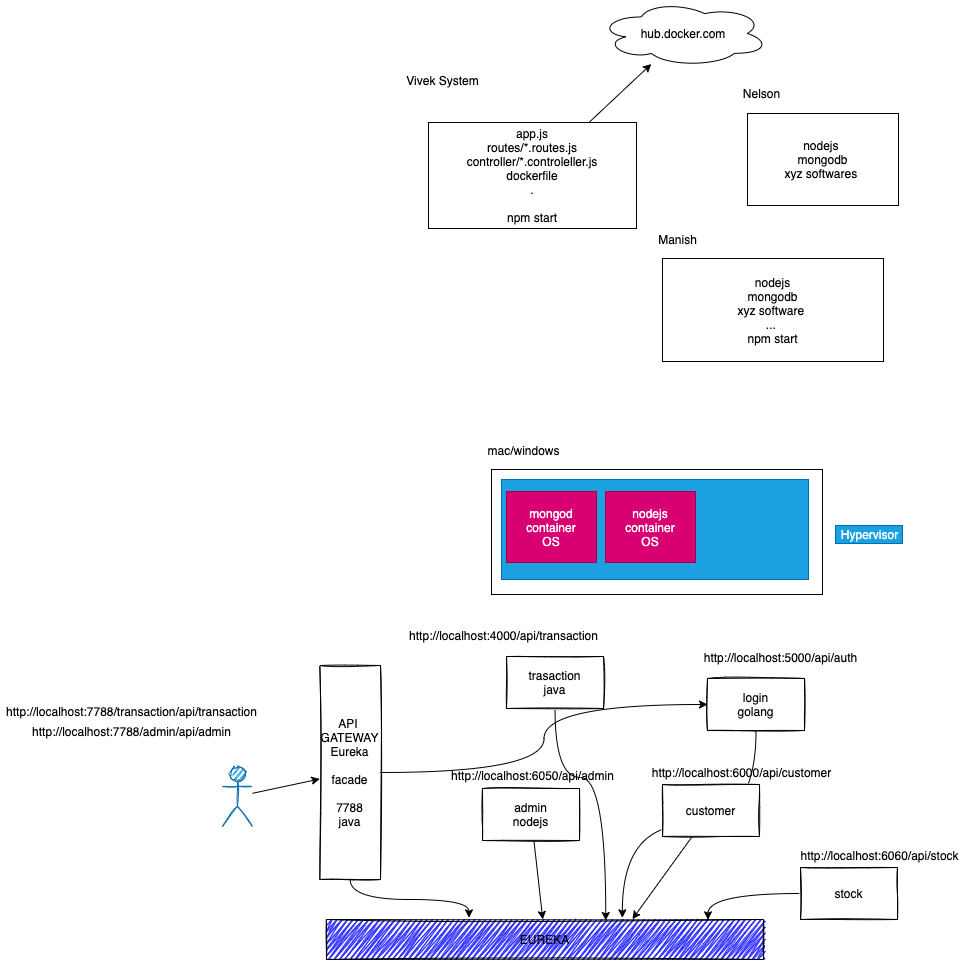 hub.docker.com
Vivek System
app.js
routes/*.routes.js
controller/*.controleller.js
dockerfile
.
npm start
Nelson
nodejs
mongodb
xyz softwares
Manish
nodejs
mongodb
xyz software
...
npm start
mac/windows
mongod
container
OS
nodejs
container
OS
Hypervisor
http://localhost:4000/api/transaction
trasaction
java
http://localhost:5000/api/auth
login
golang
http://localhost:7788/transaction/api/transaction
http://localhost:7788/admin/api/admin
API
GATEWAY
Eureka
facade
7788
java
http://localhost:6050/api/admin
admin
nodejs
http://localhost:6000/api/customer
customer
http://localhost:6060/api/stock
stock
EUREKA